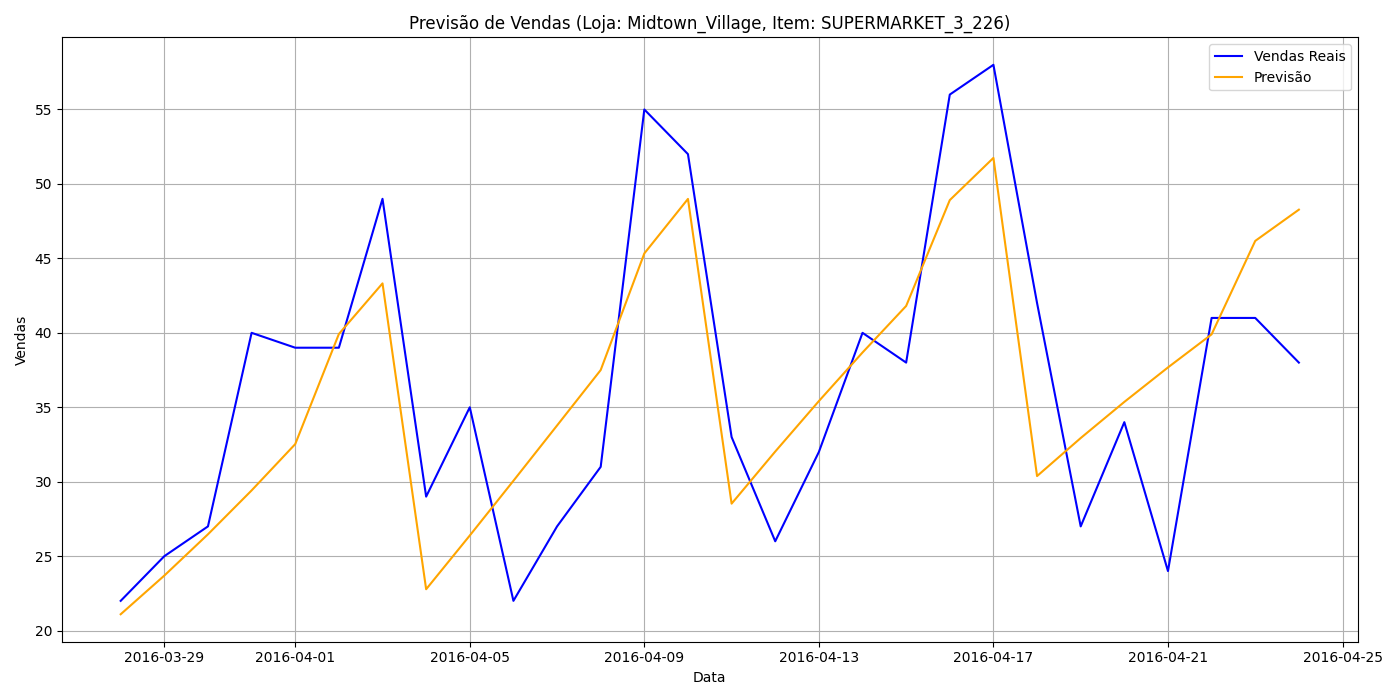 Previsão de Vendas (Loja: Midtown_Village, Item: SUPERMARKET_3_226)
Vendas Reais
Previsão
55
50
45
40
35
30
25
20
Vendas
2016-03-29 2016-04-01 2016-04-05 2016-04-09 2016-04-13 2016-04-17 2016-04-21 2016-04-25
Data